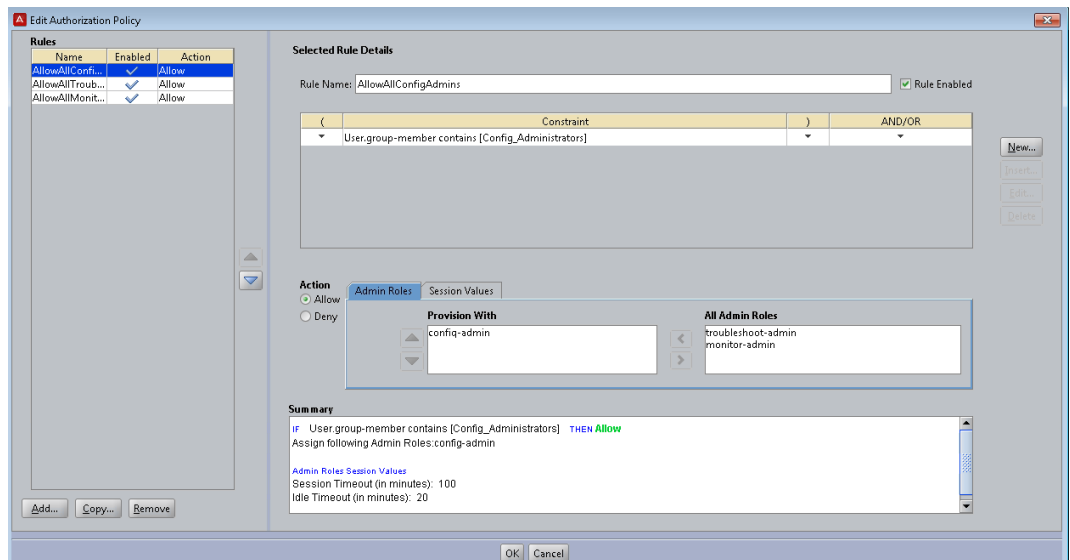 Edit Authorization Policy
Rules
Name Enabled Action
AllowAllConfi... Allow
AllowAllTroub... Allow
AllowAllMonit... Allow
Add... Copy... Remove
Selected Rule Details
Rule Name: AllowAllConfigAdmins Rule Enabled
( Constraint ) AND/OR
User.group-member contains [Config_Administrators]
New...
Insert...
Edit...
Delete
Action
Allow
Deny
Admin Roles Session Values
Provision With
config-admin
All Admin Roles
troubleshoot-admin
monitor-admin
Summary
IF User.group-member contains [Config_Administrators] THEN Allow
Assign following Admin Roles:config-admin
Admin Roles Session Values
Session Timeout (in minutes): 100
Idle Timeout (in minutes): 20
OK Cancel